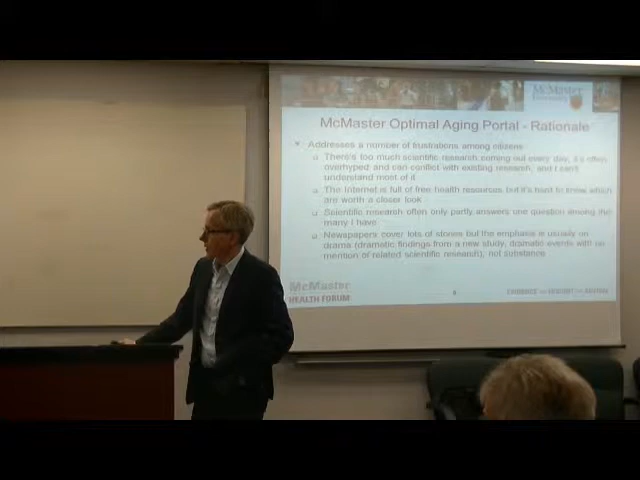 McMaster
University
McMaster Optimal Aging Portal - Rationale
Addresses a number of frustrations among citizens
There's too much scientific research coming out every day, it's often
overhyped and can conflict with existing research, and I can't
understand most of it
The Internet is full of free health resources but it's hard to know which
are worth a closer look
Scientific research often only partly answers one question among the
many I have
Newspapers cover lots of stories but the emphasis is usually on
drama (dramatic findings from a new study, dramatic events with no
mention of related scientific research), not substance
McMaster
HEALTH FORUM
EVIDENCE >> INSIGHT >> ACTION